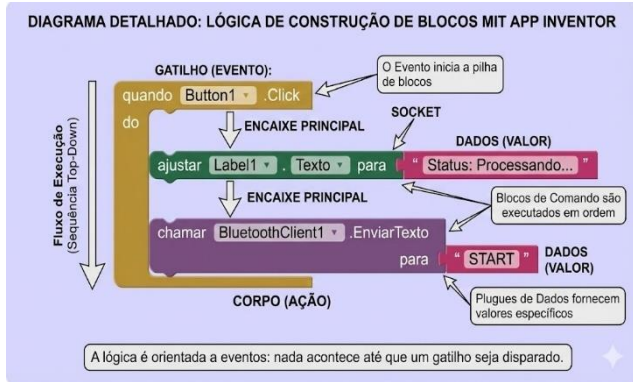 DIAGRAMA DETALHADO: LÓGICA DE CONSTRUÇÃO DE BLOCOS MIT APP INVENTOR
GATILHO (EVENTO):
O Evento inicia a pilha
de blocos
quando Button1 .Click
do
ENCAIXE PRINCIPAL
SOCKET
DADOS (VALOR)
ajustar Label1 . Texto para
“ Status: Processando... ”
ENCAIXE PRINCIPAL
Blocos de Comando são
executados em ordem
chamar BluetoothClient1 .EnviarTexto
para
“ START ”
DADOS
(VALOR)
Plugues de Dados fornecem
valores específicos
CORPO (AÇÃO)
Fluxo de Execução
(Sequência Top-Down)
A lógica é orientada a eventos: nada acontece até que um gatilho seja disparado.